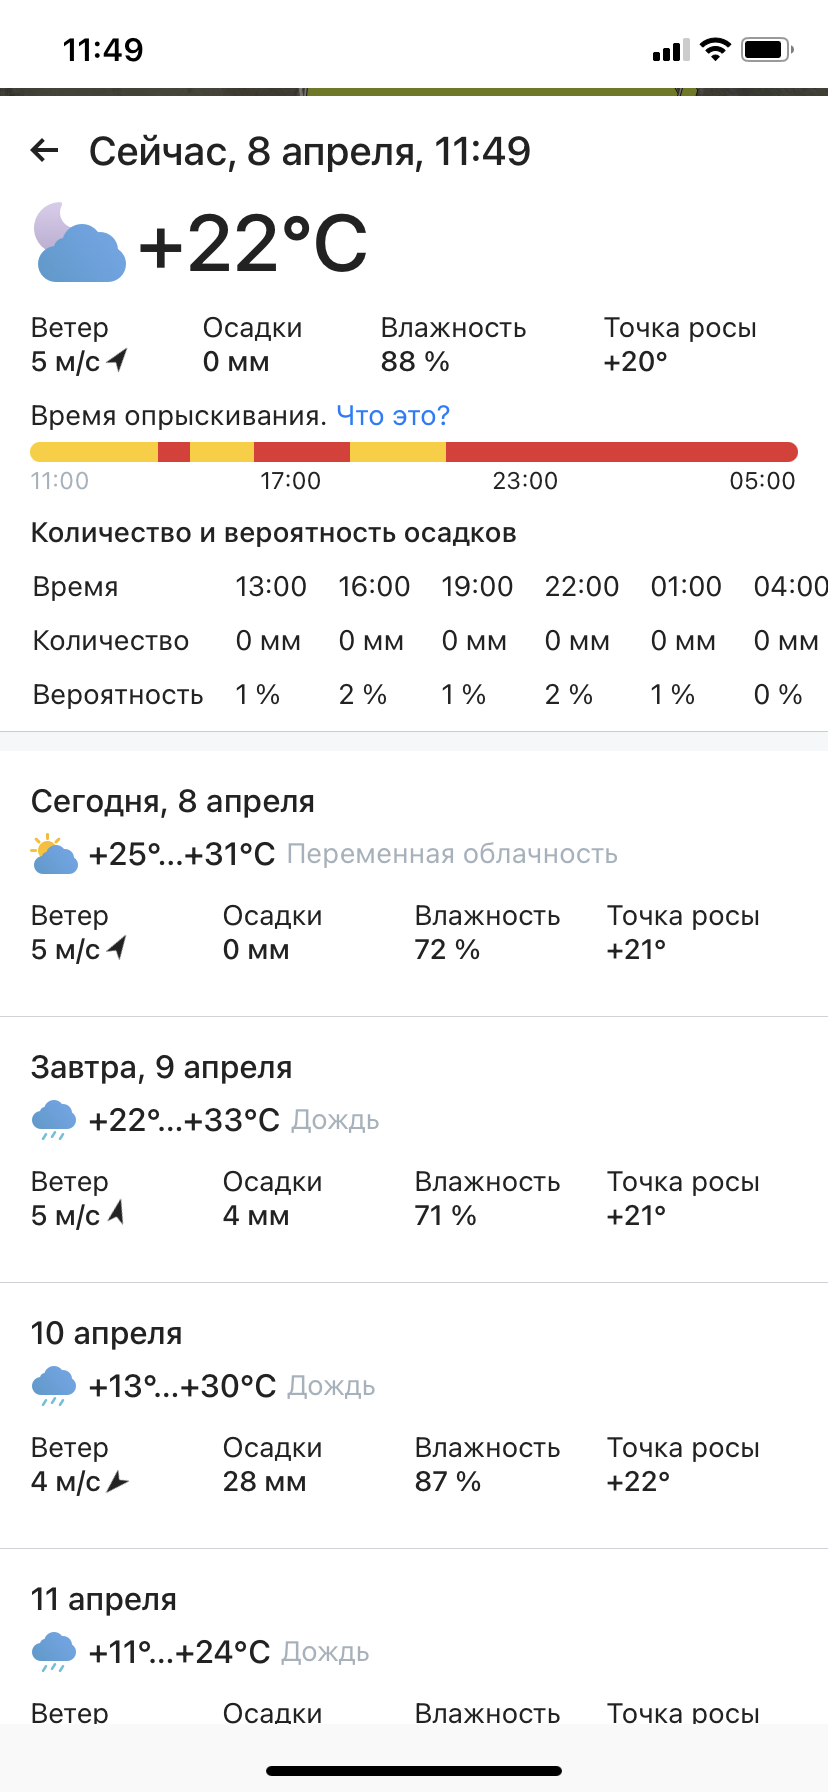 11:49
Сейчас, 8 апреля, 11:49
+22°C
Ветер Осадки Влажность Точка росы
5 м/с 0 мм 88 % +20°
Время опрыскивания. Что это?
11:00 17:00 23:00 05:00
Количество и вероятность осадков
Время 13:00 16:00 19:00 22:00 01:00 04:00
Количество 0 мм 0 мм 0 мм 0 мм 0 мм 0 мм
Вероятность 1 % 2 % 1 % 2 % 1 % 0 %
Сегодня, 8 апреля
+25°...+31°C Переменная облачность
Ветер Осадки Влажность Точка росы
5 м/с 0 мм 72 % +21°
Завтра, 9 апреля
+22°...+33°C Дождь
Ветер Осадки Влажность Точка росы
5 м/с 4 мм 71 % +21°
10 апреля
+13°...+30°C Дождь
Ветер Осадки Влажность Точка росы
4 м/с 28 мм 87 % +22°
11 апреля
+11°...+24°C Дождь
Ветер Осадки Влажность Точка росы